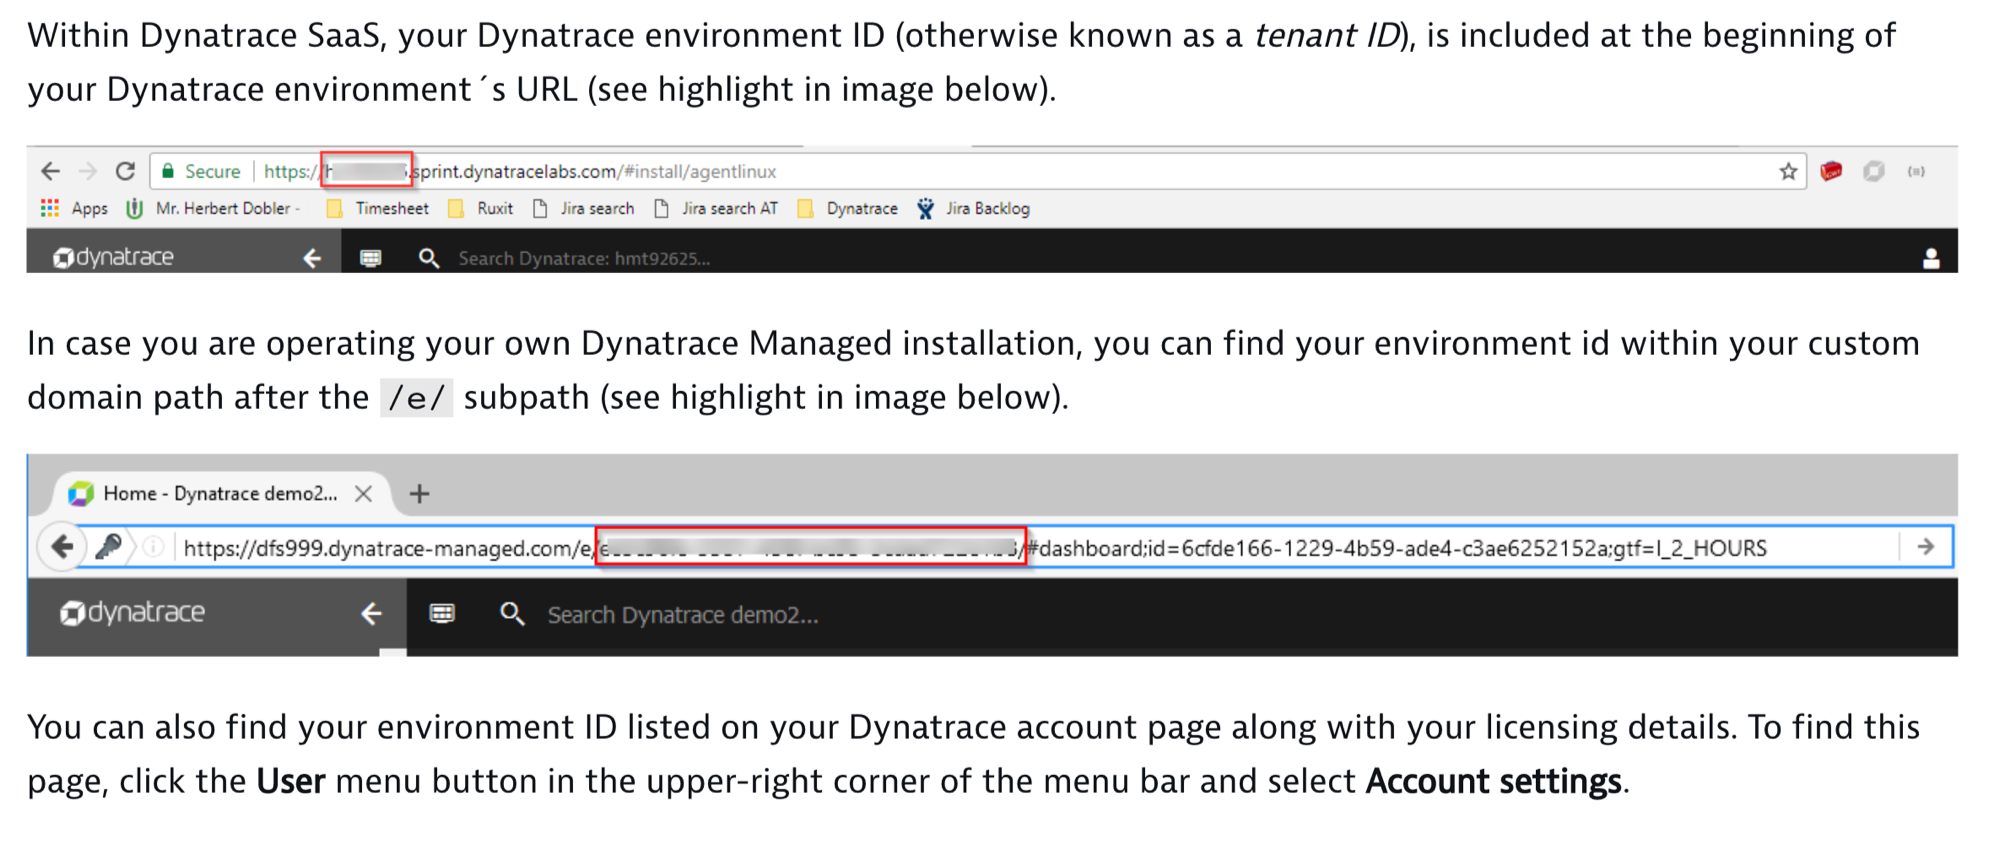 Within Dynatrace SaaS, your Dynatrace environment ID (otherwise known as a tenant ID), is included at the beginning of
your Dynatrace environment´s URL (see highlight in image below).
Secure | https:// .sprint.dynatracelabs.com/#install/agentlinux
Apps Mr. Herbert Dobler - Timesheet Ruxit Jira search Jira search AT Dynatrace Jira Backlog
dynatrace Search Dynatrace: hmt92625...
In case you are operating your own Dynatrace Managed installation, you can find your environment id within your custom
domain path after the /e/ subpath (see highlight in image below).
Home - Dynatrace demo2...
https://dfs999.dynatrace-managed.com/e/ /#dashboard;id=6cfde166-1229-4b59-ade4-c3ae6252152a;gtf=l_2_HOURS
dynatrace Search Dynatrace demo2...
You can also find your environment ID listed on your Dynatrace account page along with your licensing details. To find this
page, click the User menu button in the upper-right corner of the menu bar and select Account settings.